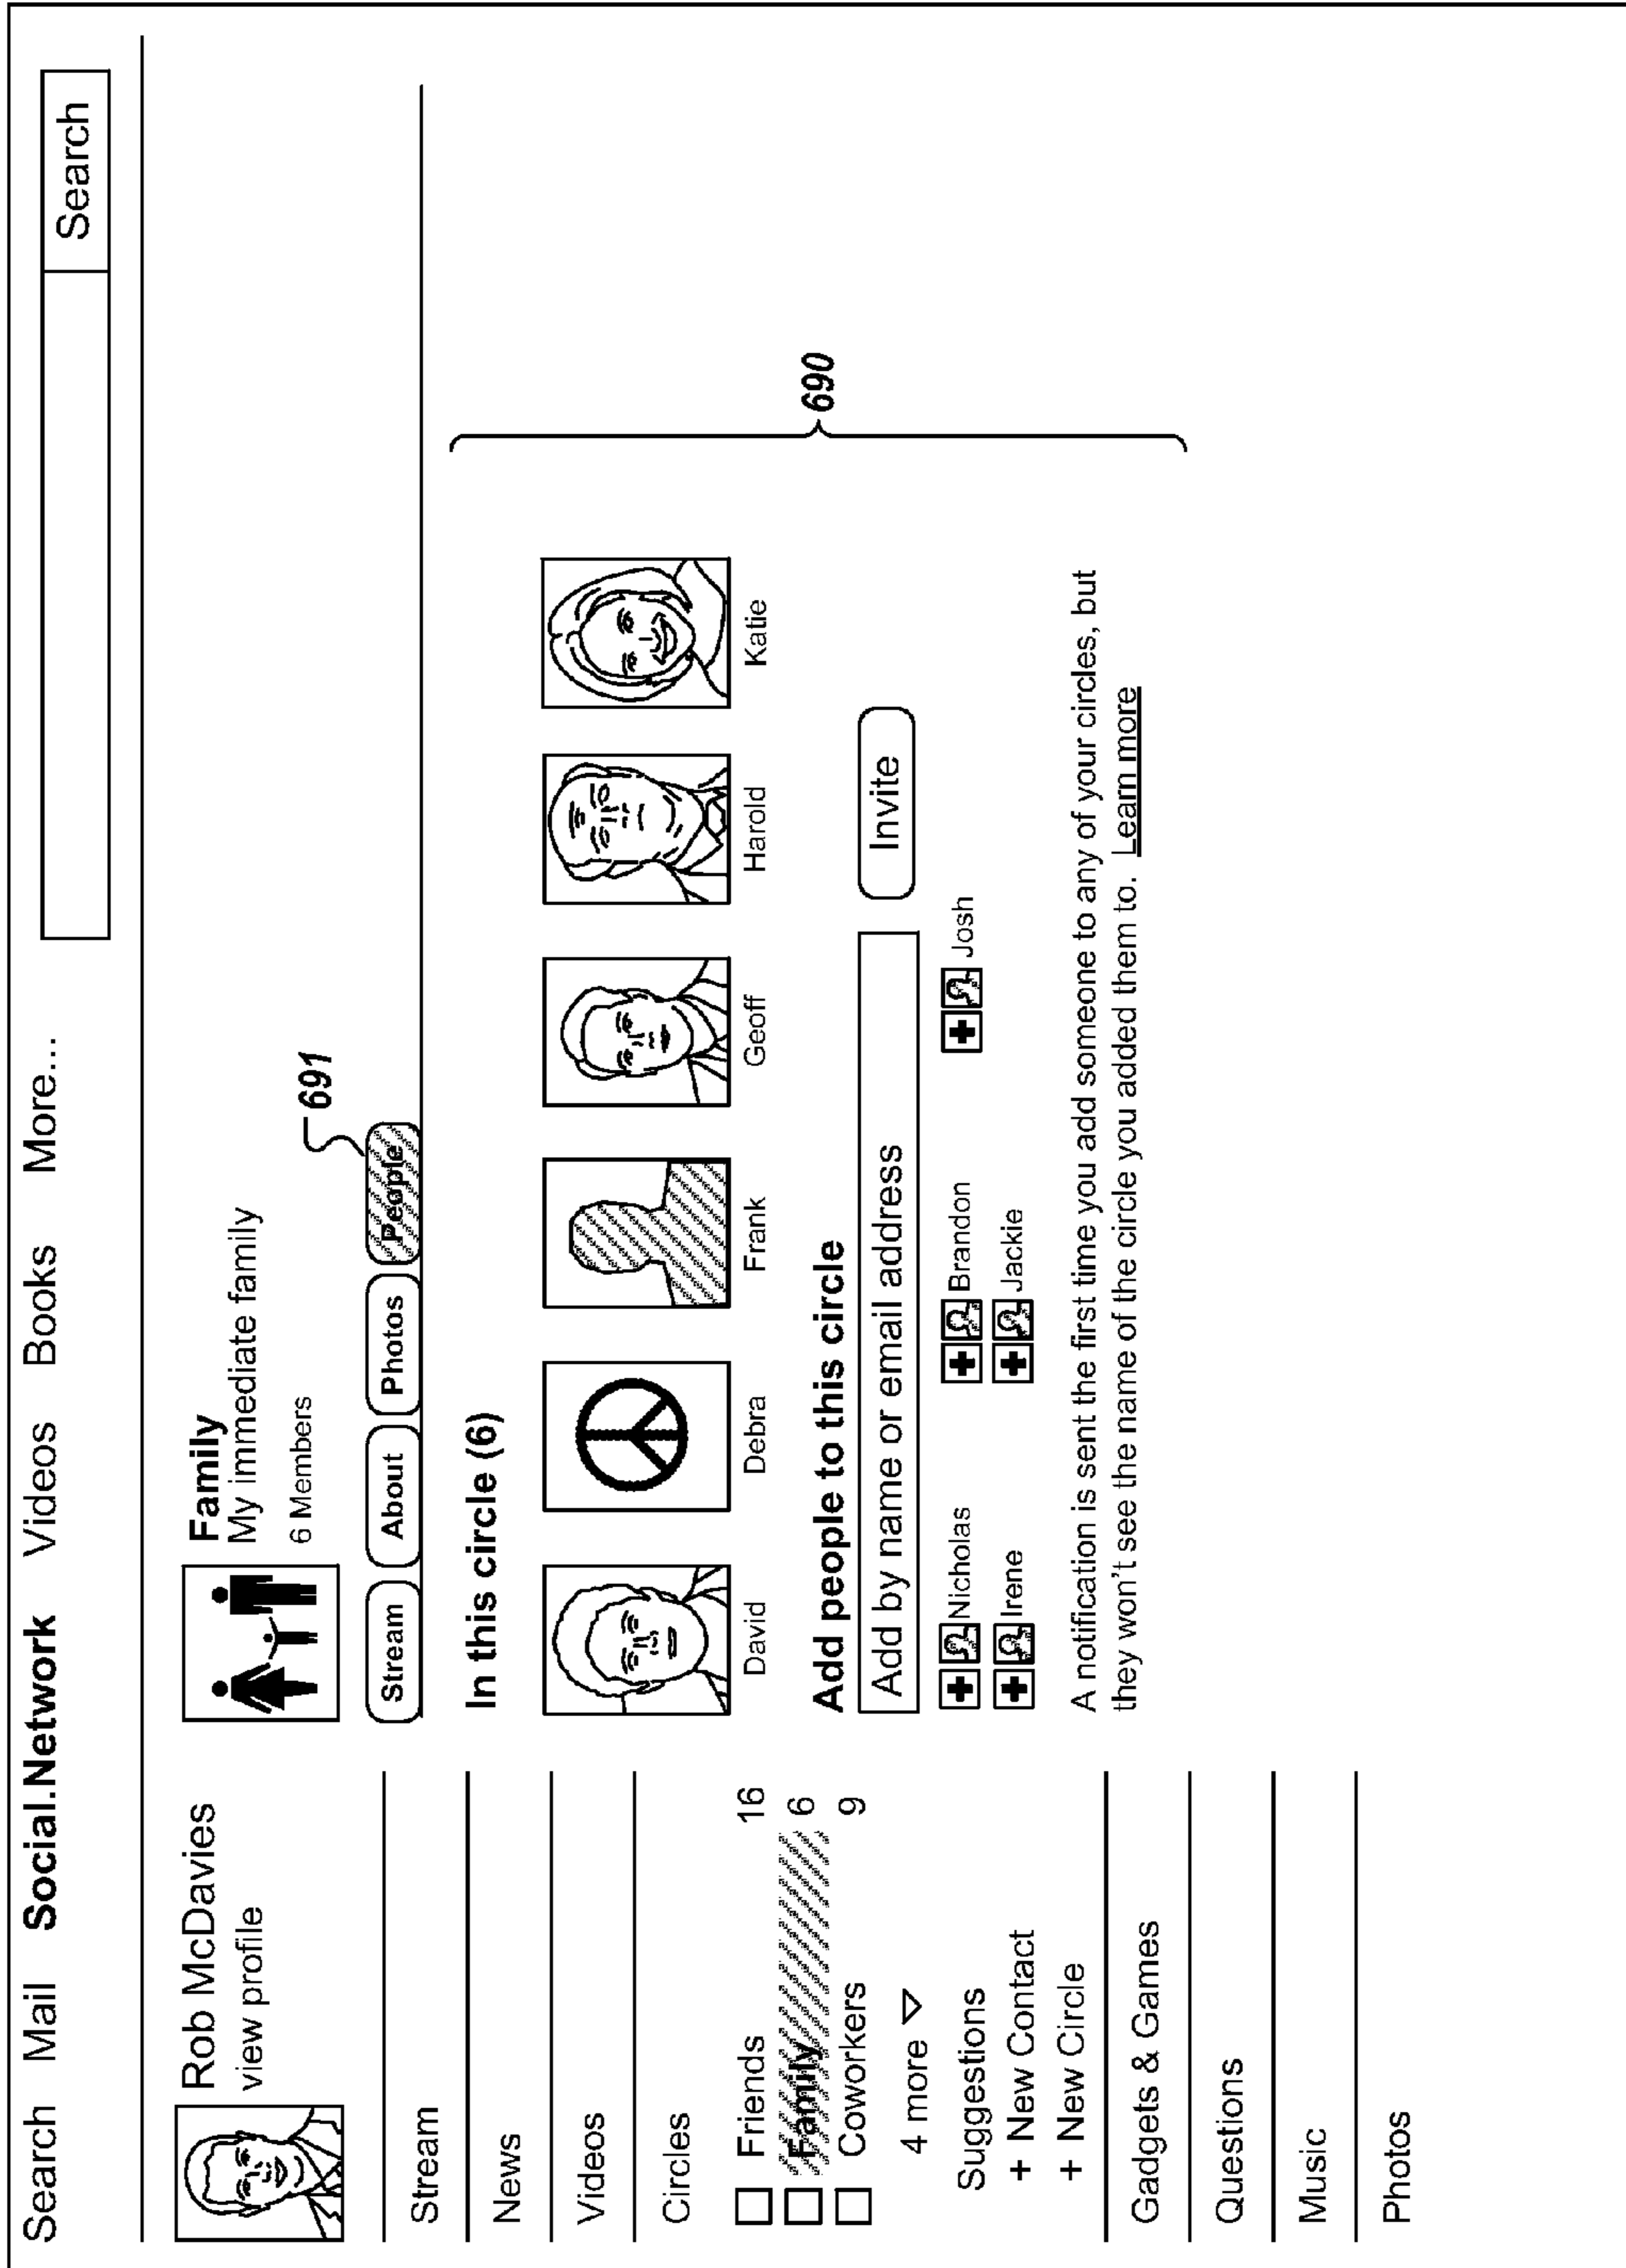 Search Mail Social.Network Videos Books More...
Search
Rob McDavies
view profile
Stream
News
Videos
Circles
Friends 16
Family 6
Coworkers 9
4 more
Suggestions
+ New Contact
+ New Circle
Gadgets & Games
Questions
Music
Photos
Family
My immediate family
6 Members
691
Stream About Photos People
In this circle (6)
David Debra Frank Geoff Harold Katie
690
Add people to this circle
Add by name or email address
Invite
Nicholas Brandon Josh
Irene Jackie
A notification is sent the first time you add someone to any of your circles, but
they won't see the name of the circle you added them to. Learn more